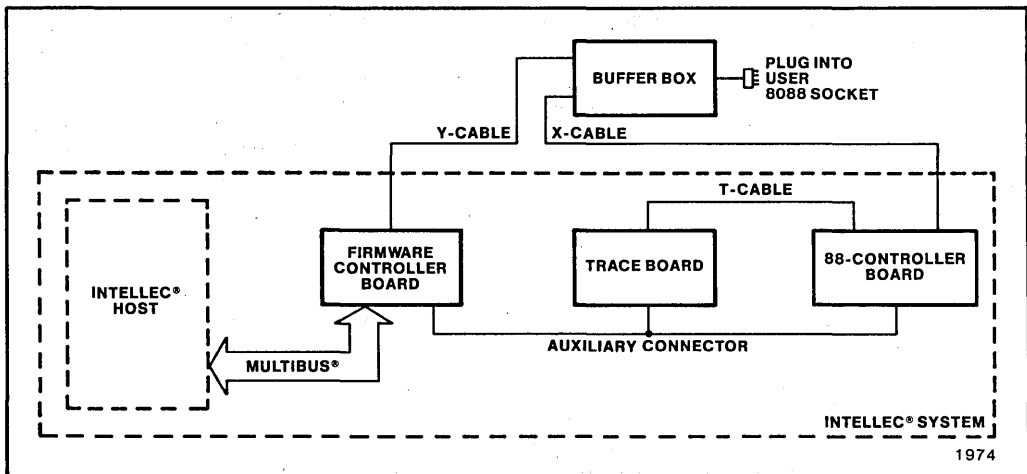 BUFFER BOX
PLUG INTO
USER
8088 SOCKET
Y-CABLE
X-CABLE
T-CABLE
INTELLEC®
HOST
FIRMWARE
CONTROLLER
BOARD
TRACE BOARD
88-CONTROLLER
BOARD
MULTIBUS®
AUXILIARY CONNECTOR
INTELLEC® SYSTEM
1974